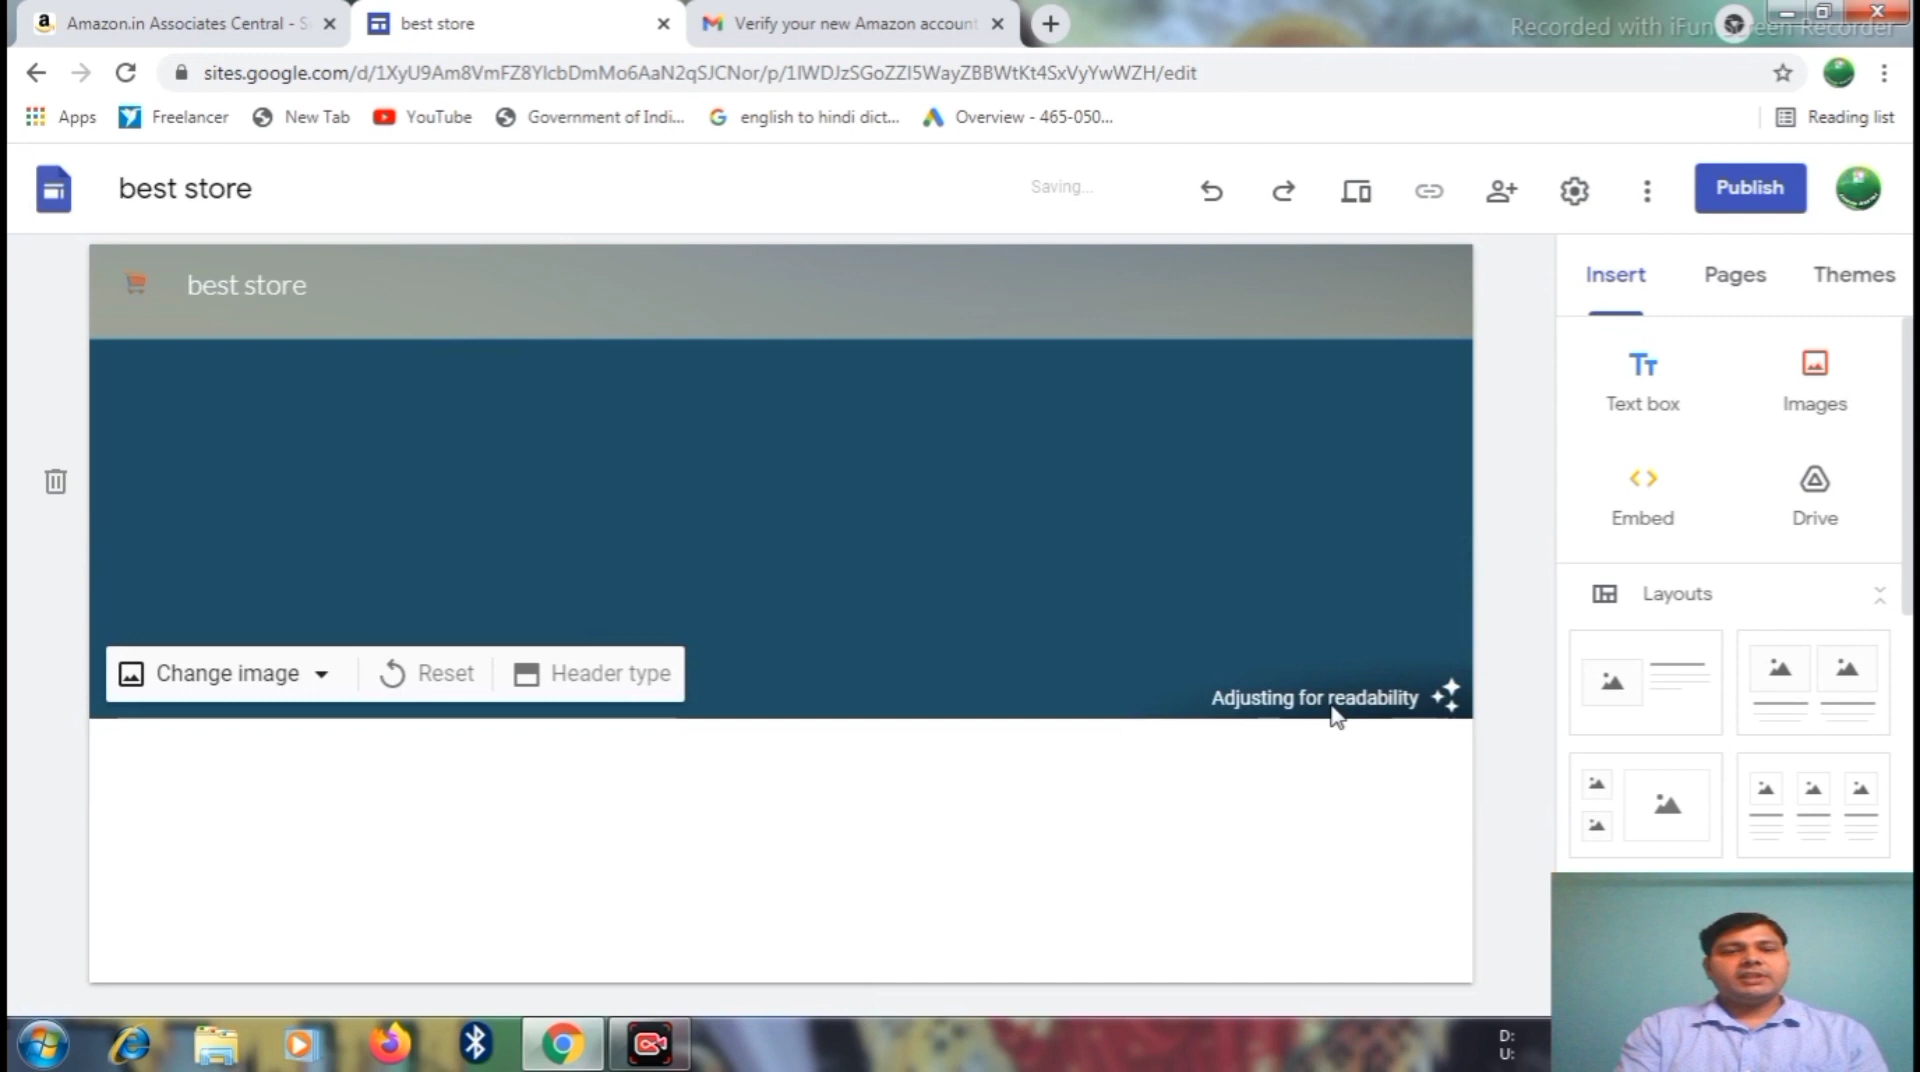 Amazon.in Associates Central - S
best store
Verify your new Amazon account
Recorded with iFun Screen Recorder
sites.google.com/d/1XyU9Am8VmFZ8YlcbDmMo6AaN2qSJCNor/p/1lWDJzSGoZZI5WayZBBWtKt4SxVyYwWZH/edit
Apps
Freelancer
New Tab
YouTube
Government of Indi...
english to hindi dict...
Overview - 465-050...
Reading list
best store
Saving...
Publish
best store
Insert
Pages
Themes
Text box
Images
Embed
Drive
Layouts
Change image
Reset
Header type
Adjusting for readability
D:
U: